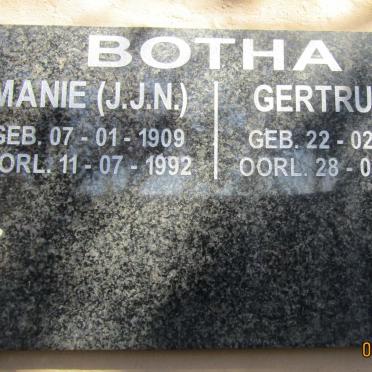 BOTHA
MANIE (J.J.N.) GERTRU
GEB. 07 - 01 - 1909 GEB. 22 - 02
OORL. 11 - 07 - 1992 OORL. 28 - 0